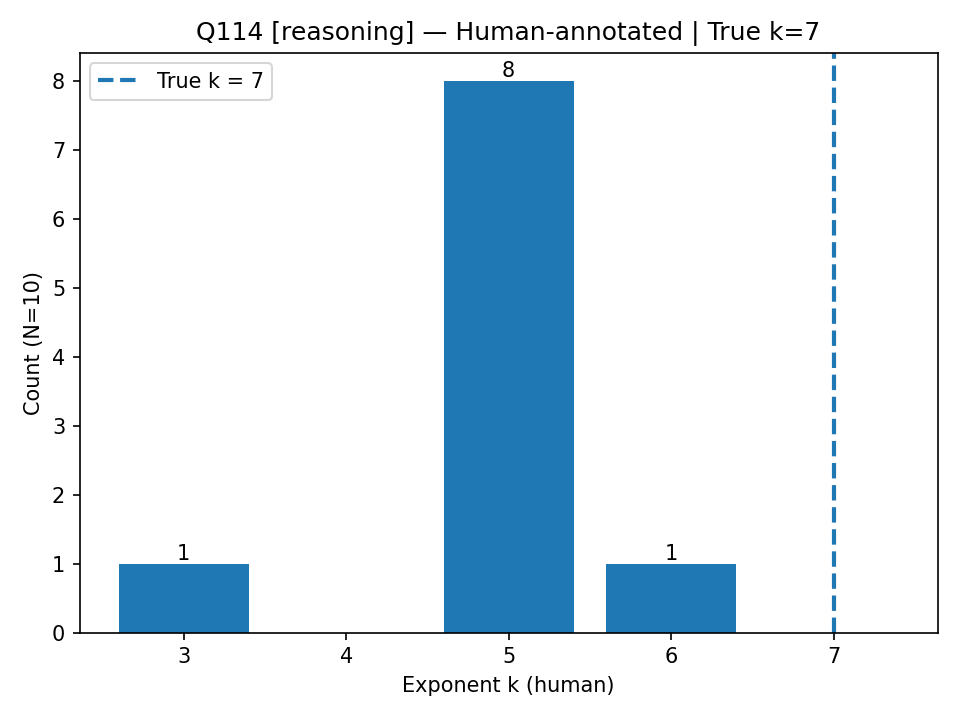 Q114 [reasoning] — Human-annotated | True k=7
True k = 7
8
1
1
8
7
6
5
4
3
2
1
0
Count (N=10)
3 4 5 6 7
Exponent k (human)